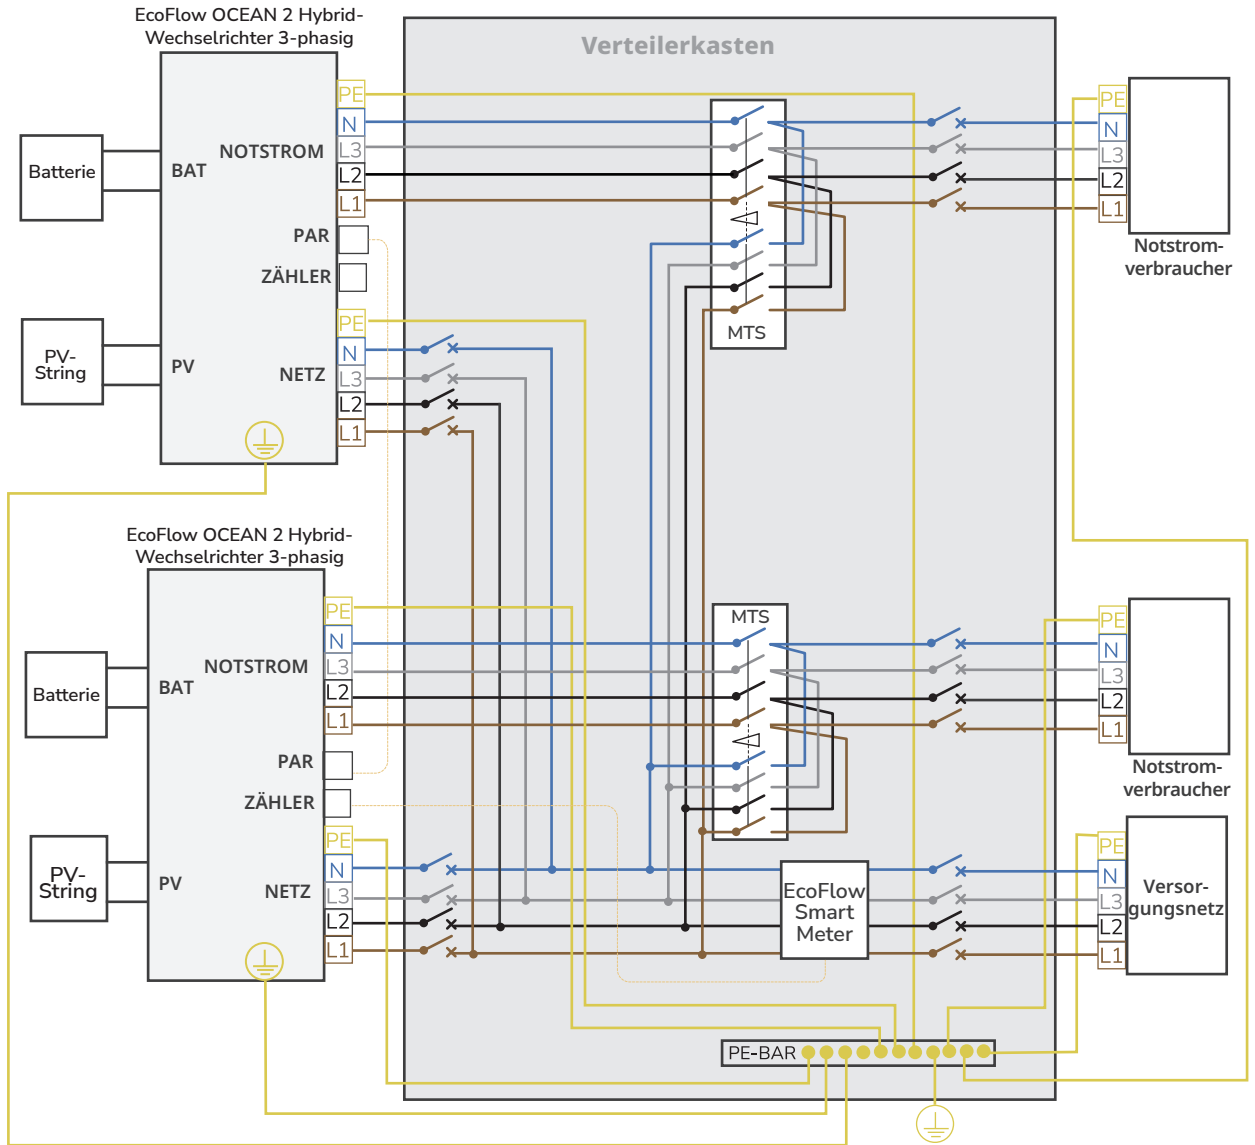 EcoFlow OCEAN 2 Hybrid-
Wechselrichter 3-phasig
Verteilerkasten
Batterie
BAT
NOTSTROM
PE
N
L3
L2
L1
PAR
ZÄHLER
PV-
String
PV
NETZ
PE
N
L3
L2
L1
MTS
PE
N
L3
L2
L1
Notstrom-
verbraucher
EcoFlow OCEAN 2 Hybrid-
Wechselrichter 3-phasig
Batterie
BAT
NOTSTROM
PE
N
L3
L2
L1
PAR
ZÄHLER
PV-
String
PV
NETZ
PE
N
L3
L2
L1
MTS
PE
N
L3
L2
L1
Notstrom-
verbraucher
EcoFlow
Smart
Meter
PE
N
L3
L2
L1
Versor-
gungsnetz
PE-BAR